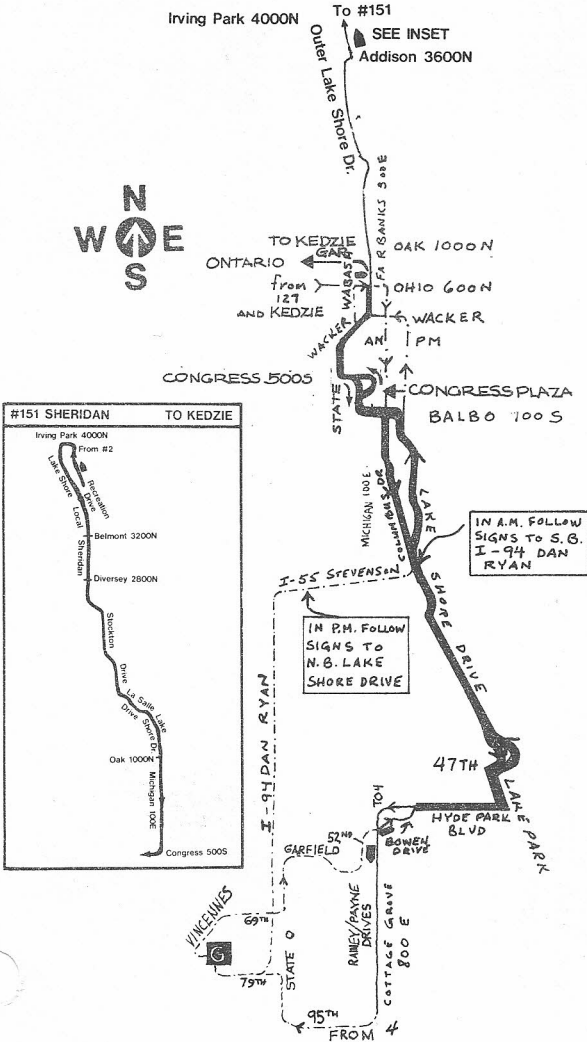 Irving Park 4000N
To #151
SEE INSET
Addison 3600N
Outer Lake Shore Dr.
N
W E
S
FAIRBANKS 300E
TO KEDZIE
GAR
OAK 1000N
ONTARIO
WABASH
from
127
AND KEDZIE
OHIO 600N
WACKER
WACKER
AM
PM
CONGRESS 500S
STATE
CONGRESS PLAZA
BALBO 700S
MICHIGAN 100E
COLUMBUS DR
LAKE
SHORE
DRIVE
IN A.M. FOLLOW
SIGNS TO S.B.
I-94 DAN
RYAN
I-55 STEVENSON
IN P.M. FOLLOW
SIGNS TO
N.B. LAKE
SHORE DRIVE
I-94 DAN RYAN
47TH
LAKE PARK
TO 4
HYDE PARK
BLVD
BOWEN
DRIVE
52ND
GARFIELD
RAINEY/PAYNE
DRIVES
COTTAGE GROVE
800 E
VINCENNES
69TH
G
79TH
STATE 0
95TH
FROM 4
#151 SHERIDAN TO KEDZIE
Irving Park 4000N
From #2
Recreation
Drive
Lake Shore
Local
Sheridan
Belmont 3200N
Diversey 2800N
Stockton
Drive
La Salle
Drive
Lake
Shore Dr.
Oak 1000N
Michigan
100E
Congress 500S